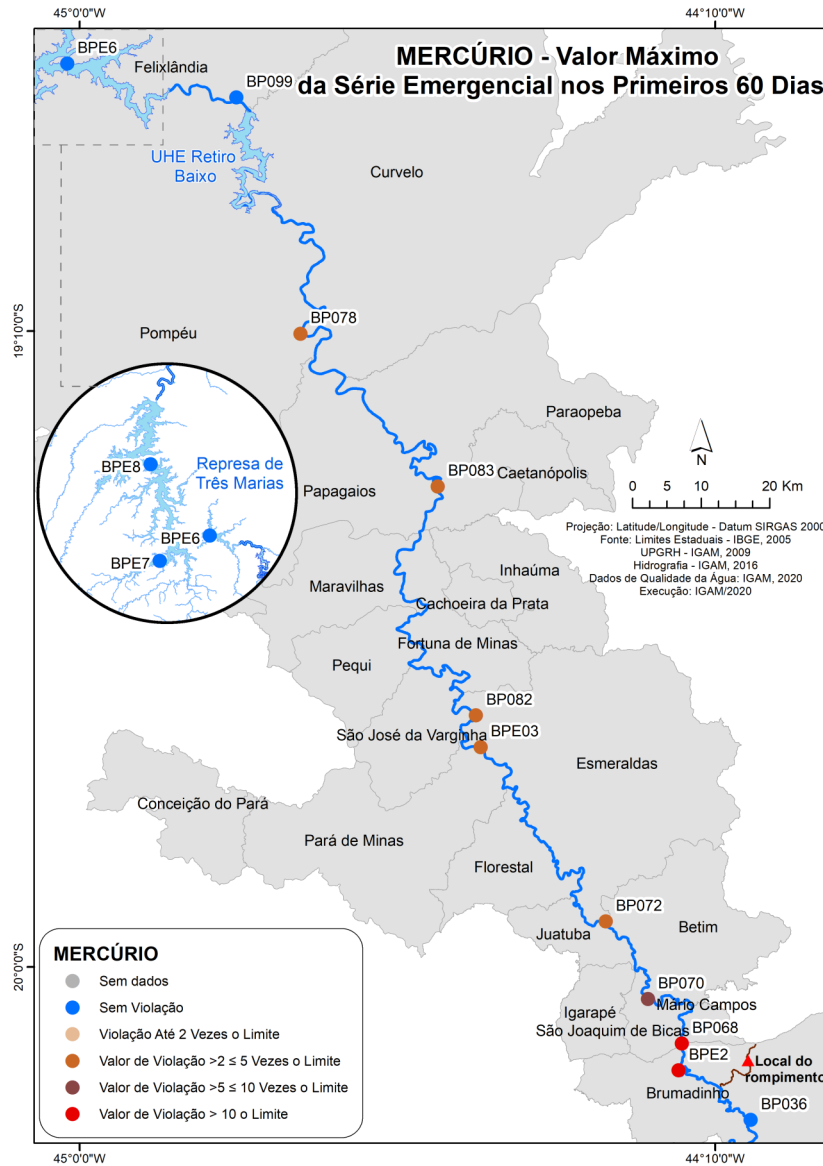 45°0'0"W
44°10'0"W
MERCÚRIO - Valor Máximo
da Série Emergencial nos Primeiros 60 Dias
BPE6
Felixlândia
BP099
UHE Retiro
Baixo
Curvelo
19°10'0"S
BP078
Pompéu
Paraopeba
BP083
Caetanópolis
N
0 5 10 20 Km
BPE8
Represa de
Três Marias
BPE6
BPE7
Papagaios
Projeção: Latitude/Longitude - Datum SIRGAS 2000
Fonte: Limites Estaduais - IBGE, 2005
UPGRH - IGAM, 2009
Hidrografia - IGAM, 2016
Dados de Qualidade da Água: IGAM, 2020
Execução: IGAM/2020
Inhaúma
Maravilhas
Cachoeira da Prata
Fortuna de Minas
Pequi
BP082
São José da Varginha
BPE03
Esmeraldas
Conceição do Pará
Pará de Minas
Florestal
BP072
Juatuba
Betim
20°0'0"S
BP070
Igarapé
Mário Campos
São Joaquim de Bicas
BP068
BPE2
Local do
rompimento
Brumadinho
BP036
MERCÚRIO
Sem dados
Sem Violação
Violação Até 2 Vezes o Limite
Valor de Violação >2 ≤ 5 Vezes o Limite
Valor de Violação >5 ≤ 10 Vezes o Limite
Valor de Violação > 10 o Limite
45°0'0"W
44°10'0"W